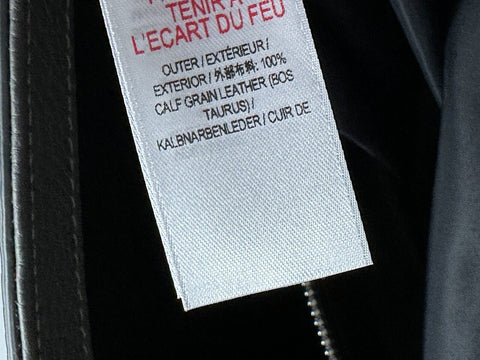 TENIR À
L'ECART DU FEU
OUTER / EXTÉRIEUR /
EXTERIOR / 外部布料: 100%
CALF GRAIN LEATHER (BOS
TAURUS) /
KALBNARBENLEDER / CUIR DE